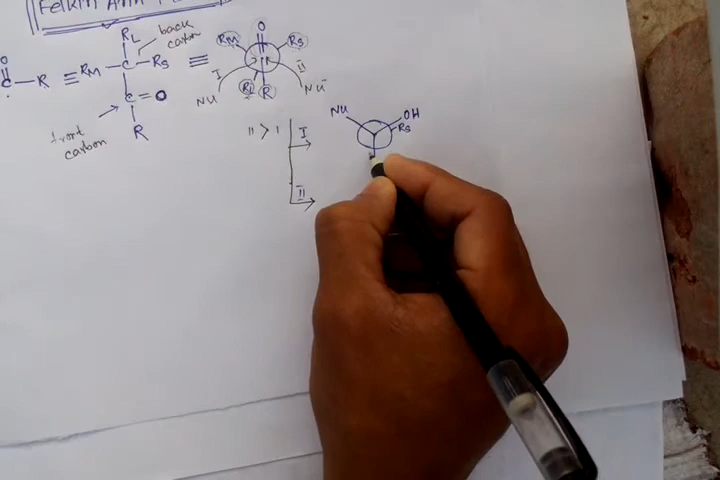 Felkin Ahn
RL
back
carbon
O
RM
RS
O
C — R ≡ RM — C — RS ≡
I
II
RL
R
NU
NU⁻
C = O
front
carbon
R
II > I
I
II
NU
OH
RS